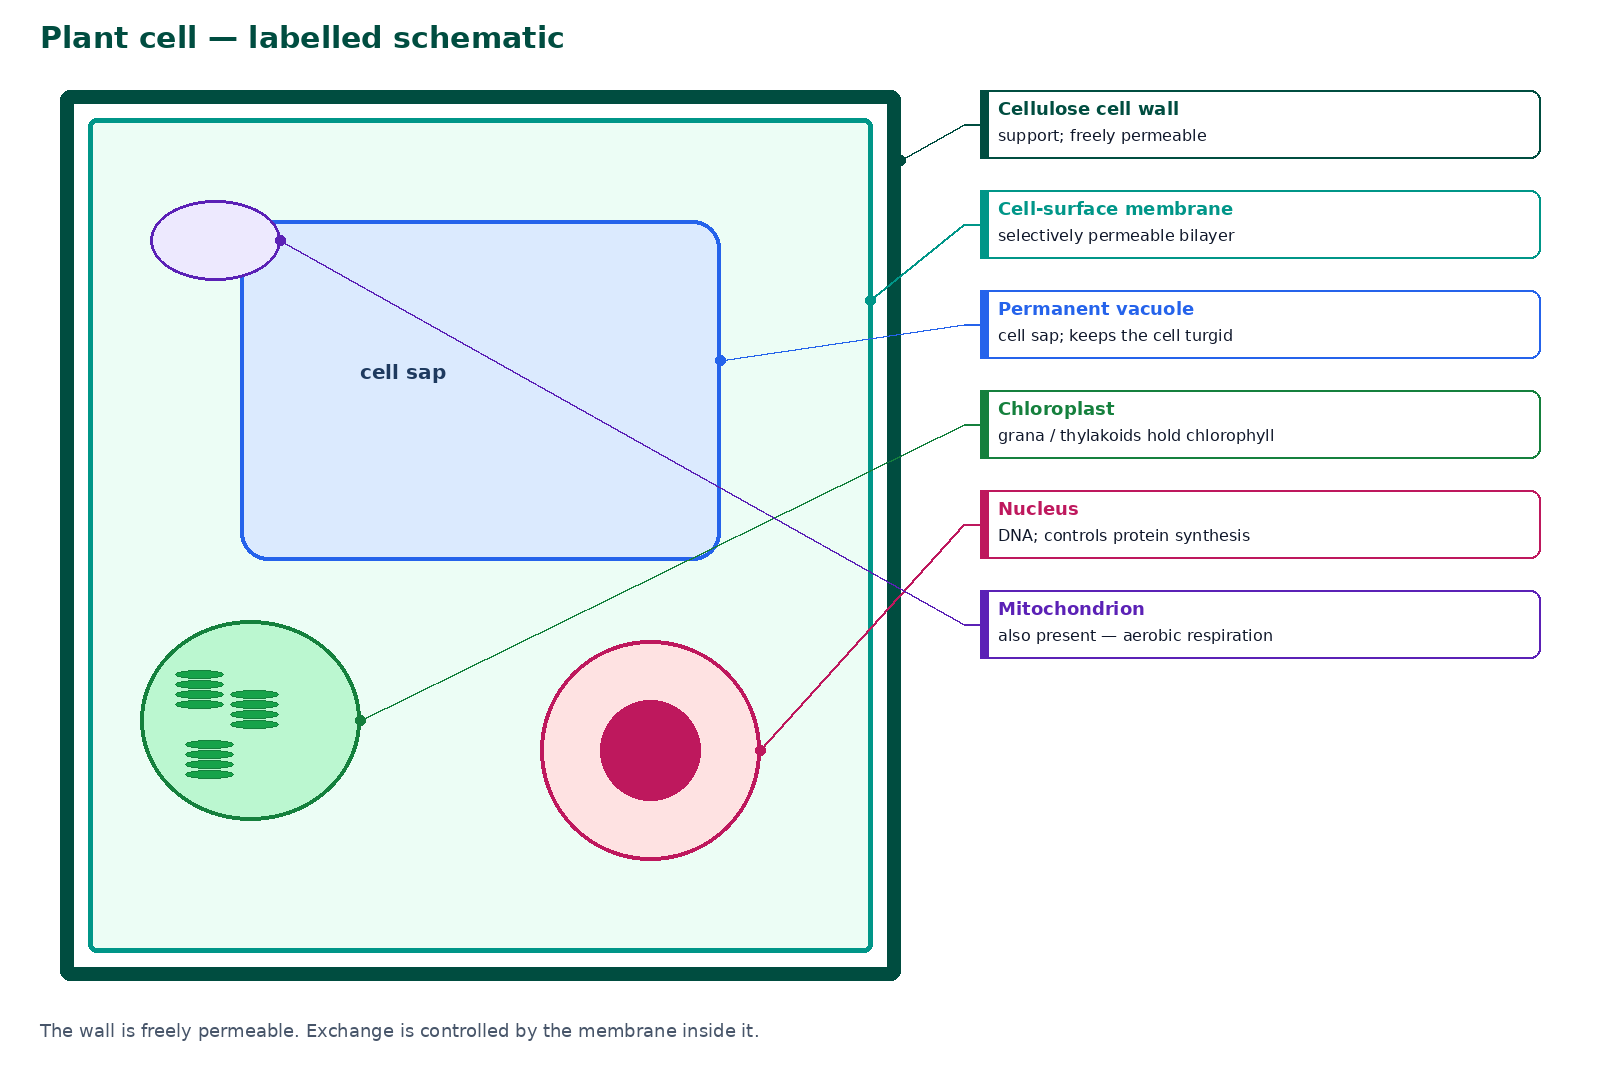 Plant cell — labelled schematic
Cellulose cell wall
support; freely permeable
Cell-surface membrane
selectively permeable bilayer
Permanent vacuole
cell sap; keeps the cell turgid
cell sap
Chloroplast
grana / thylakoids hold chlorophyll
Nucleus
DNA; controls protein synthesis
Mitochondrion
also present — aerobic respiration
The wall is freely permeable. Exchange is controlled by the membrane inside it.